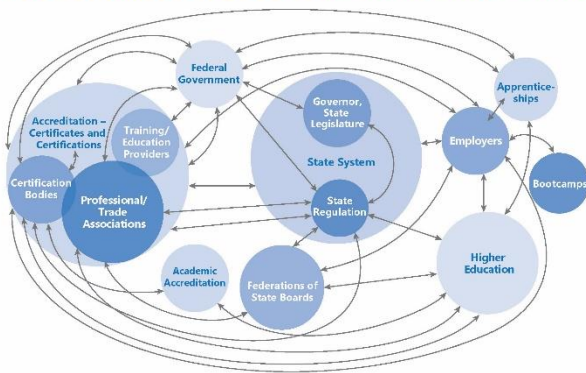 Federal
Government
Apprentice-
ships
Accreditation –
Certificates and
Certifications
Training/
Education
Providers
Governor,
State
Legislature
State System
Employers
Bootcamps
Certification
Bodies
Professional/
Trade
Associations
State
Regulation
Higher
Education
Academic
Accreditation
Federations of
State Boards